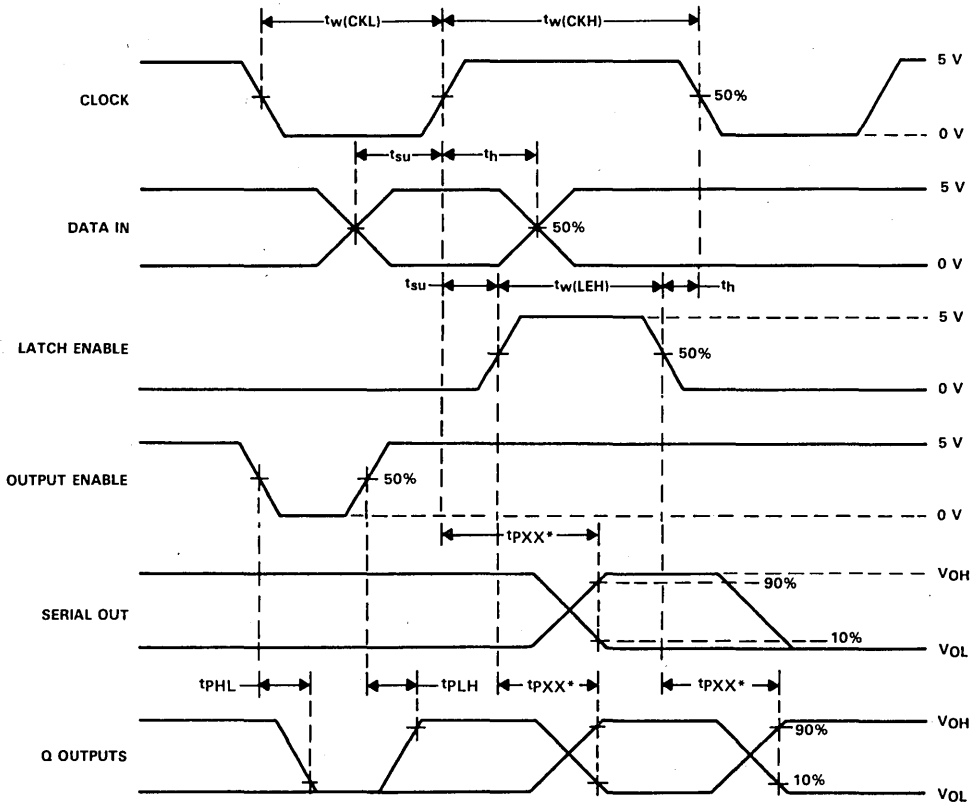 tw(CKL) tw(CKH)
5 V
CLOCK 50%
0 V
tsu th
5 V
DATA IN 50%
0 V
tsu tw(LEH) th
5 V
LATCH ENABLE 50%
0 V
5 V
OUTPUT ENABLE 50%
0 V
tPXX*
VOH
90%
SERIAL OUT
10%
VOL
tPHL tPLH tPXX* tPXX*
VOH
90%
Q OUTPUTS
10%
VOL